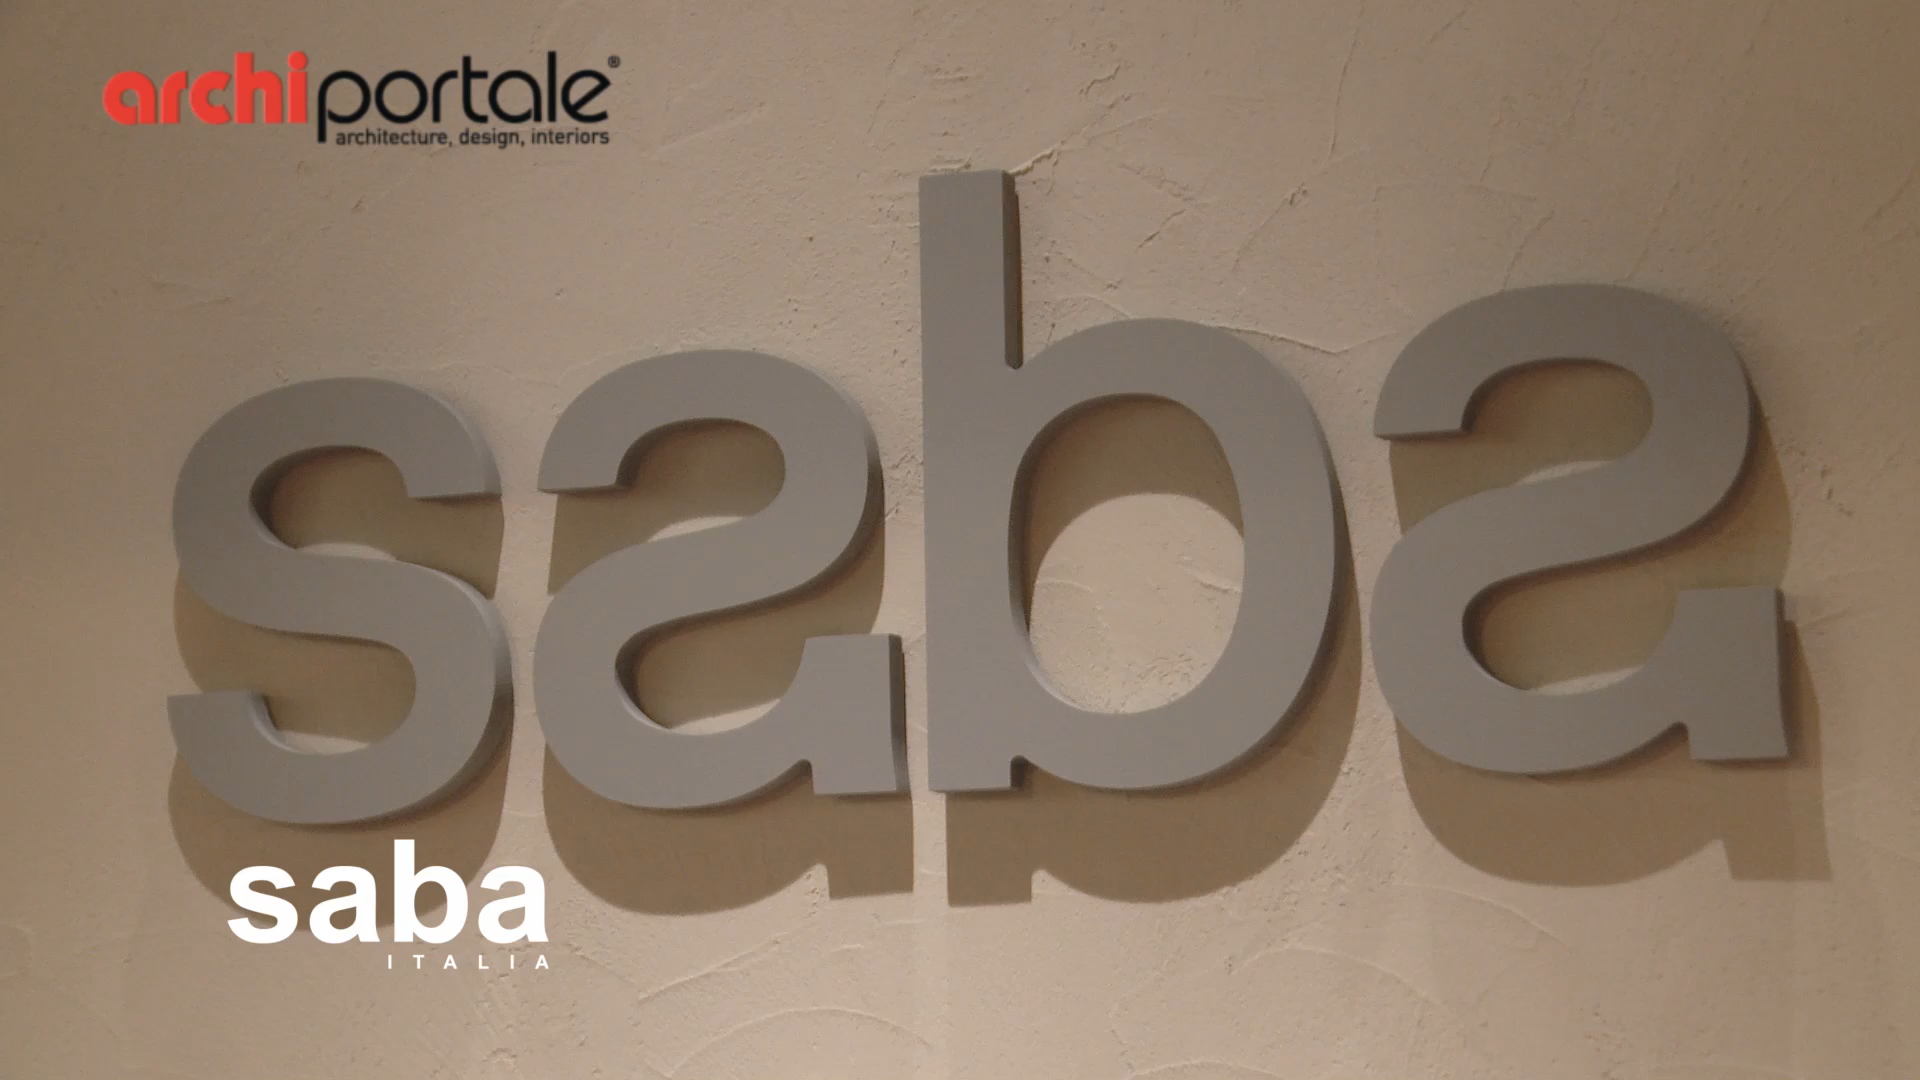 archiportale®
architecture, design, interiors
saba
saba
ITALIA